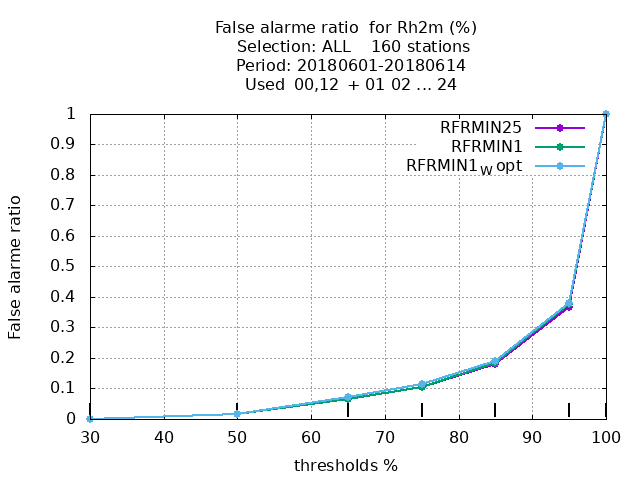 False alarme ratio  for Rh2m (%)
Selection: ALL    160 stations
Period: 20180601-20180614
Used  00,12  + 01 02 ... 24
RFRMIN25
RFRMIN1
RFRMIN1_W opt
1
0.9
0.8
0.7
0.6
0.5
0.4
0.3
0.2
0.1
0
False alarme ratio
30 40 50 60 70 80 90 100
thresholds %